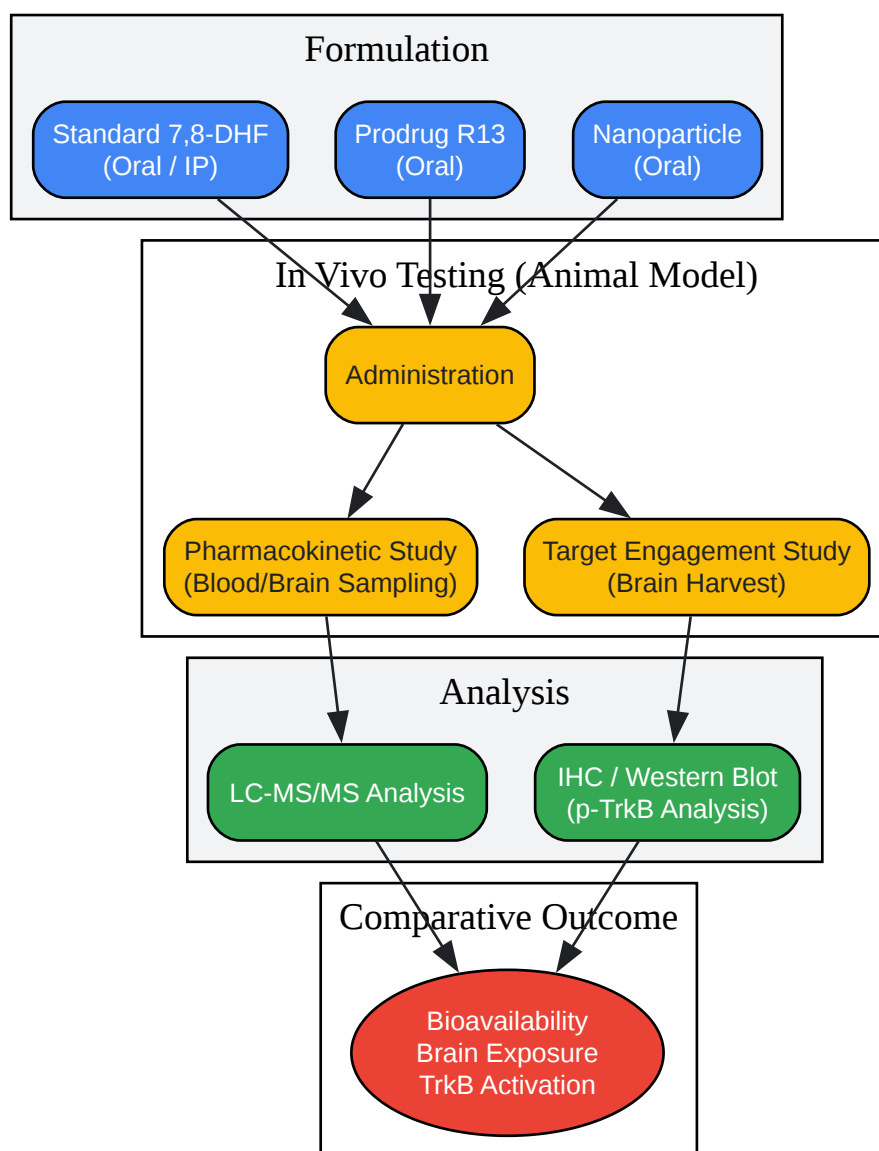 Formulation
Standard 7,8-DHF
(Oral / IP)
Prodrug R13
(Oral)
Nanoparticle
(Oral)
In Vivo Testing (Animal Model)
Administration
Pharmacokinetic Study
(Blood/Brain Sampling)
Target Engagement Study
(Brain Harvest)
Analysis
LC-MS/MS Analysis
IHC / Western Blot
(p-TrkB Analysis)
Comparative Outcome
Bioavailability
Brain Exposure
TrkB Activation